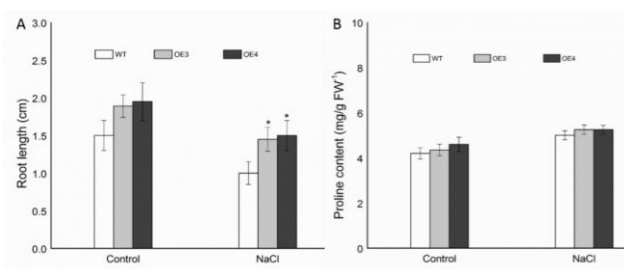 A
3.0
WT OE3 OE4
2.5
2.0
1.5
1.0
0.5
0.0
Root length (cm)
* *
Control NaCl
B
10
WT OE3 OE4
8
6
4
2
0
Proline content (mg/g FW⁻¹)
Control NaCl